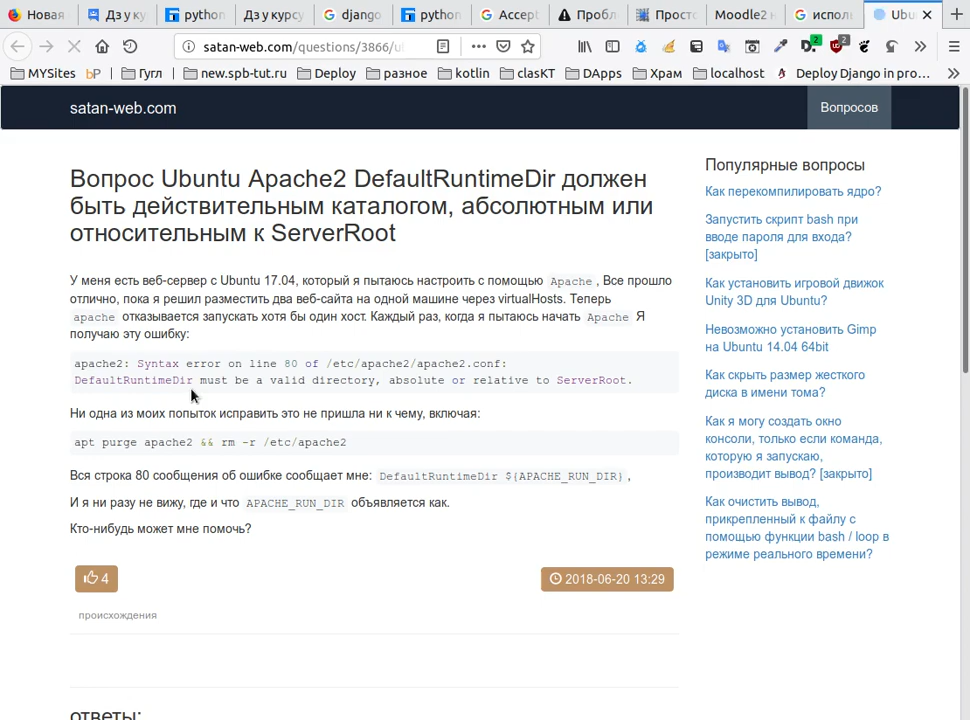 Новая
Дз у ку
python
Дз у курсу
django
python
Accept
Пробл
Просто
Moodle2 н
испол
Ubu
satan-web.com/questions/3866/u
2
2
MYSites
bP
Гугл
new.spb-tut.ru
Deploy
разное
kotlin
clasKT
DApps
Храм
localhost
Deploy Django in pro...
satan-web.com
Вопросов
Вопрос Ubuntu Apache2 DefaultRuntimeDir должен
быть действительным каталогом, абсолютным или
относительным к ServerRoot
У меня есть веб-сервер с Ubuntu 17.04, который я пытаюсь настроить с помощью Apache , Все прошло
отлично, пока я решил разместить два веб-сайта на одной машине через virtualHosts. Теперь
apache отказывается запускать хотя бы один хост. Каждый раз, когда я пытаюсь начать Apache Я
получаю эту ошибку:
apache2: Syntax error on line 80 of /etc/apache2/apache2.conf:
DefaultRuntimeDir must be a valid directory, absolute or relative to ServerRoot.
Ни одна из моих попыток исправить это не пришла ни к чему, включая:
apt purge apache2 && rm -r /etc/apache2
Вся строка 80 сообщения об ошибке сообщает мне: DefaultRuntimeDir ${APACHE_RUN_DIR} ,
И я ни разу не вижу, где и что APACHE_RUN_DIR объявляется как.
Кто-нибудь может мне помочь?
4
2018-06-20 13:29
происхождения
ответы:
Популярные вопросы
Как перекомпилировать ядро?
Запустить скрипт bash при
вводе пароля для входа?
[закрыто]
Как установить игровой движок
Unity 3D для Ubuntu?
Невозможно установить Gimp
на Ubuntu 14.04 64bit
Как скрыть размер жесткого
диска в имени тома?
Как я могу создать окно
консоли, только если команда,
которую я запускаю,
производит вывод? [закрыто]
Как очистить вывод,
прикрепленный к файлу с
помощью функции bash / loop в
режиме реального времени?